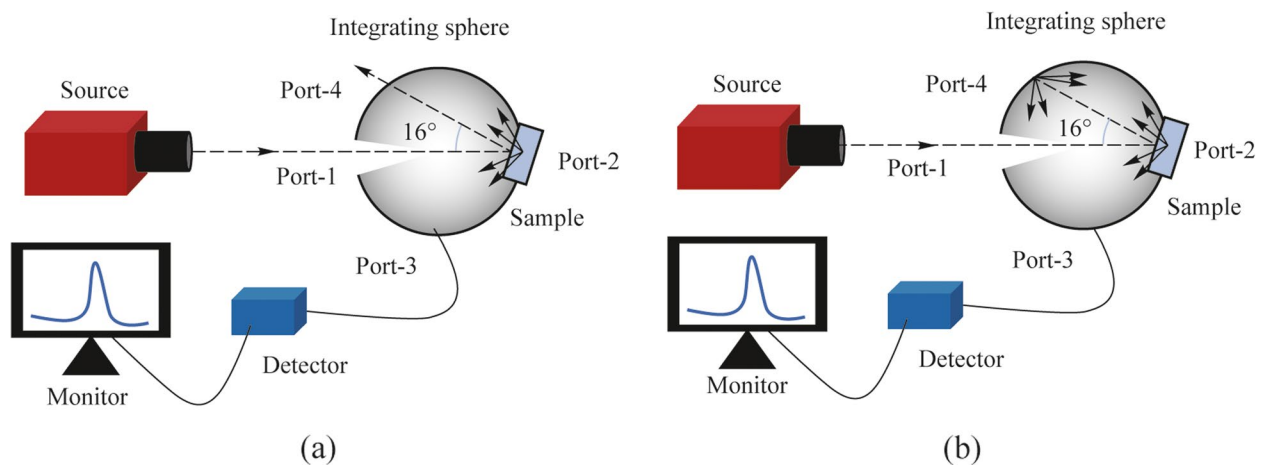 Integrating sphere
Source
Port-4
16°
Port-1
Port-2
Sample
Port-3
Detector
Monitor
(a)
Integrating sphere
Source
Port-4
16°
Port-1
Port-2
Sample
Port-3
Detector
Monitor
(b)